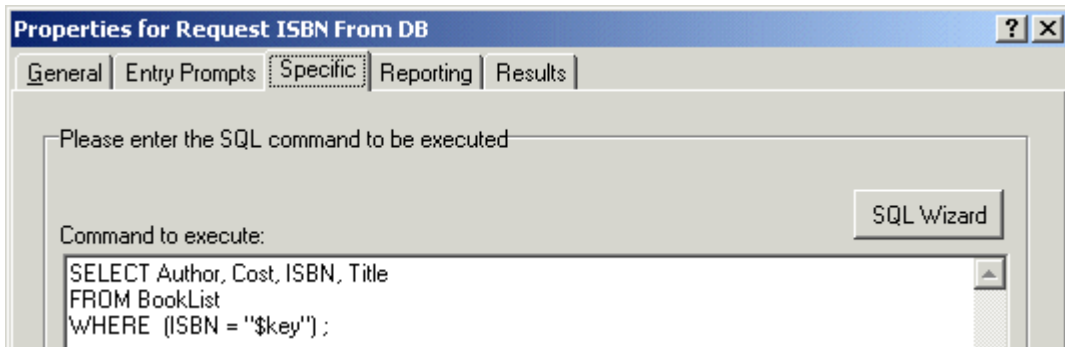 Properties for Request ISBN From DB
General Entry Prompts Specific Reporting Results
Please enter the SQL command to be executed
SQL Wizard
Command to execute:
SELECT Author, Cost, ISBN, Title
FROM BookList
WHERE (ISBN = "$key") ;